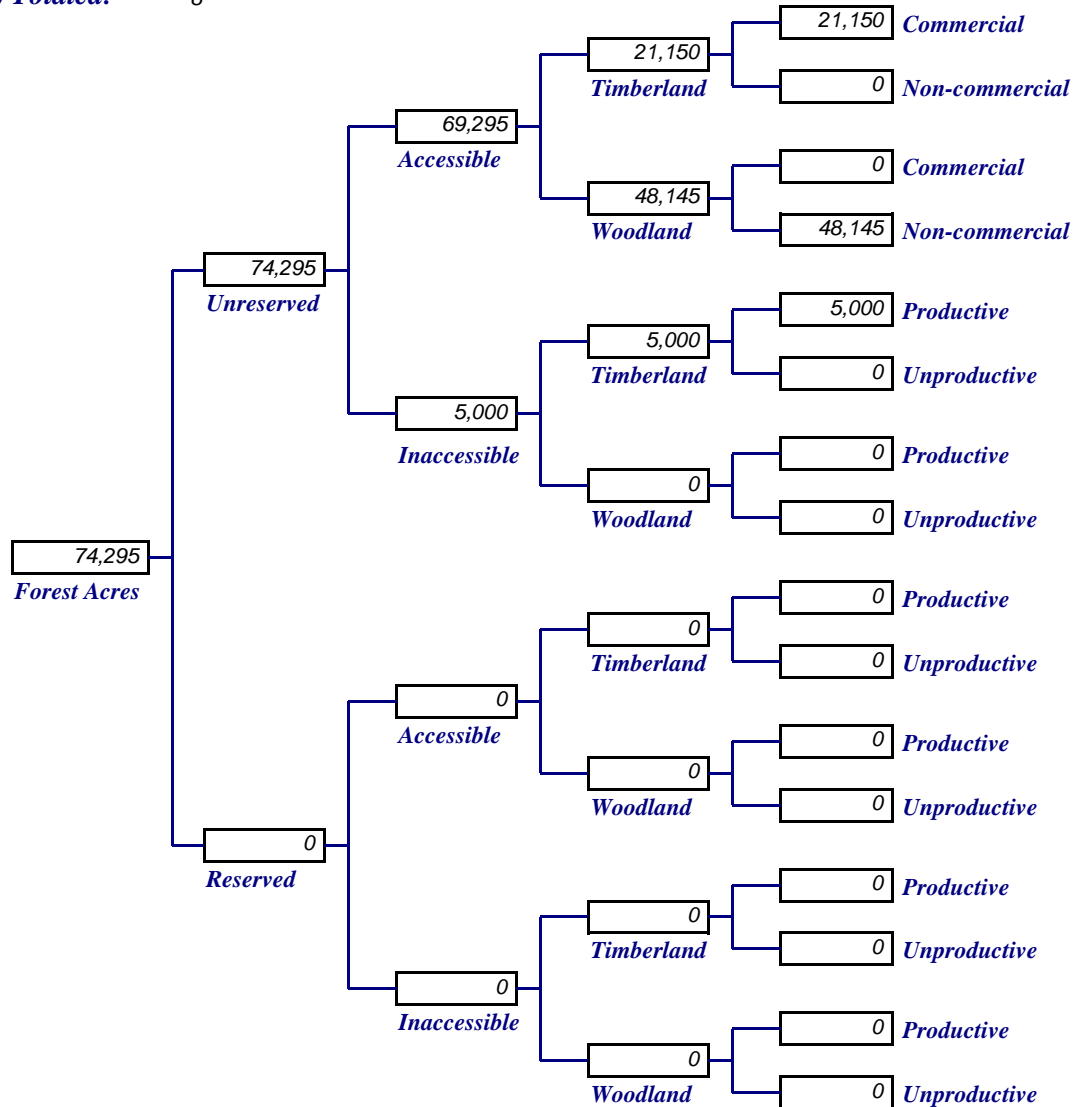 Totaled:
21,150 Commercial
21,150
Timberland
0 Non-commercial
69,295
Accessible
0 Commercial
48,145
Woodland
48,145 Non-commercial
74,295
Unreserved
5,000 Productive
5,000
Timberland
0 Unproductive
5,000
Inaccessible
0 Productive
0
Woodland
0 Unproductive
74,295
Forest Acres
0 Productive
0
Timberland
0 Unproductive
0
Accessible
0 Productive
0
Woodland
0 Unproductive
0
Reserved
0 Productive
0
Timberland
0 Unproductive
0
Inaccessible
0 Productive
0
Woodland
0 Unproductive